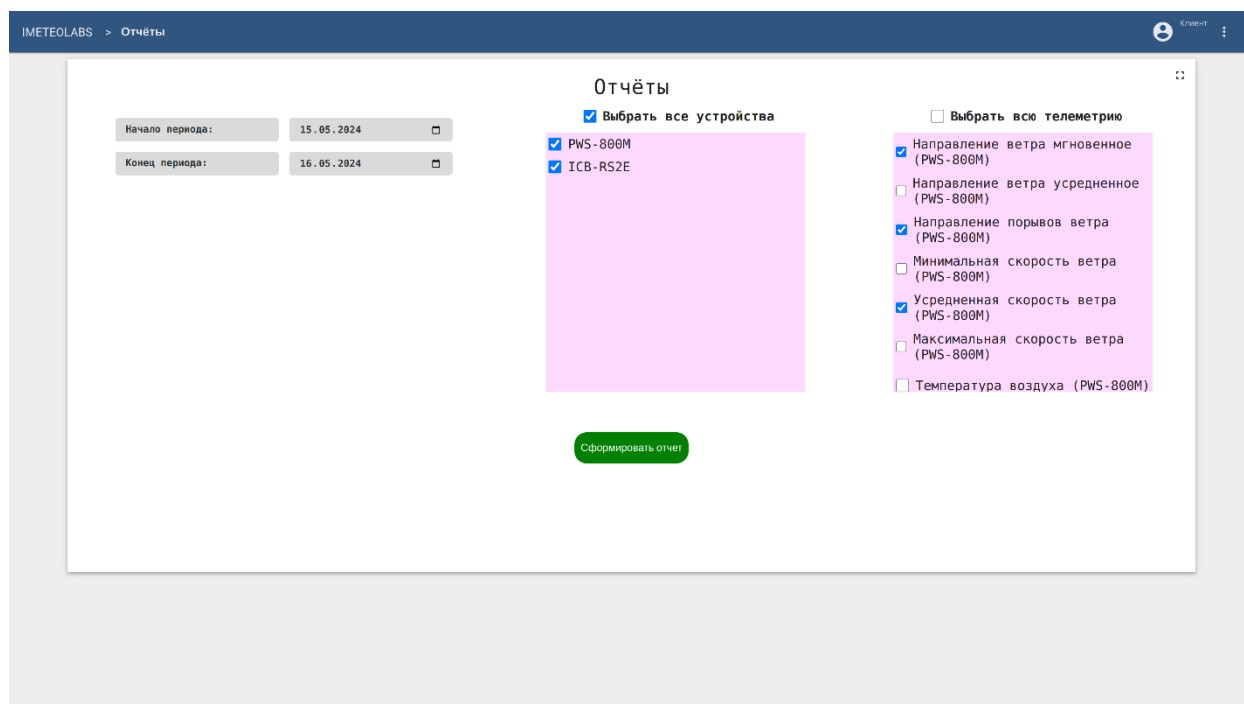 IMETEOLABS > Отчёты
Клиент
Отчёты
Начало периода: 15.05.2024
Конец периода: 16.05.2024
Выбрать все устройства
PWS-800M
ICB-RS2E
Выбрать всю телеметрию
Направление ветра мгновенное
(PWS-800M)
Направление ветра усредненное
(PWS-800M)
Направление порывов ветра
(PWS-800M)
Минимальная скорость ветра
(PWS-800M)
Усредненная скорость ветра
(PWS-800M)
Максимальная скорость ветра
(PWS-800M)
Температура воздуха (PWS-800M)
Сформировать отчет